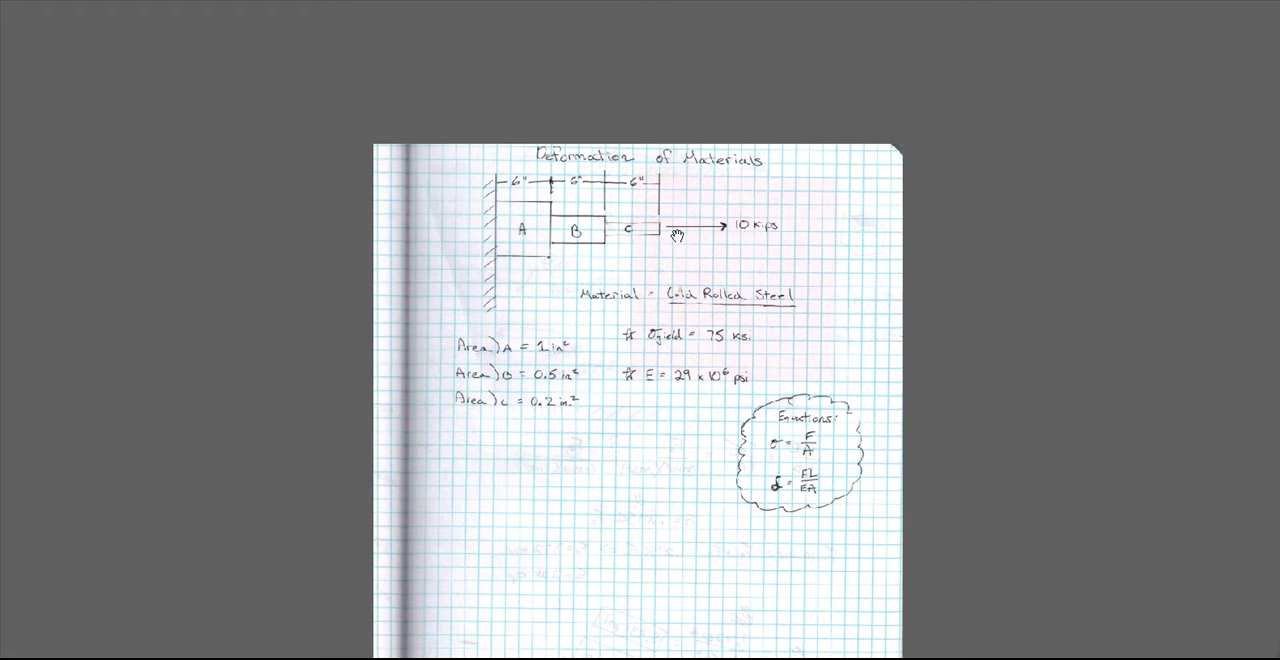 Deformation of Materials
6" 6" 6"
A B C 10 Kips
Material - Cold Rolled Steel
* σyield = 75 ksi
Area)A = 1 in²
Area)B = 0.5 in²
* E = 29 x 10⁶ psi
Area)C = 0.2 in²
Equations:
σ = F/A
δ = FL/EA